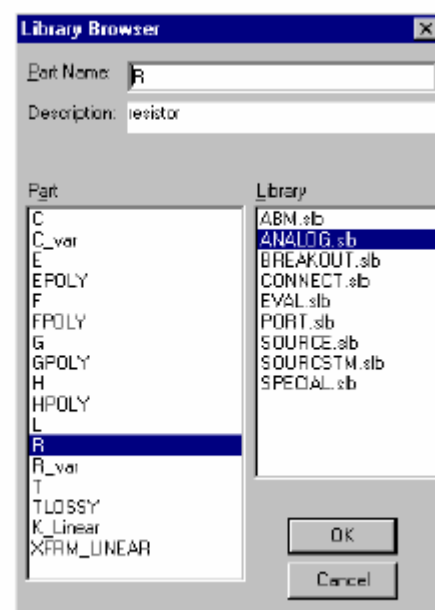 Library Browser
Part Name: R
Description: resistor
Part
C
C_var
E
EPOLY
F
FPOLY
G
GPOLY
H
HPOLY
L
R
R_var
T
TLOSSY
K_Linear
XFRM_LINEAR
Library
ABM.slb
ANALOG.slb
BREAKOUT.slb
CONNECT.slb
EVAL.slb
PORT.slb
SOURCE.slb
SOURCSTM.slb
SPECIAL.slb
OK
Cancel